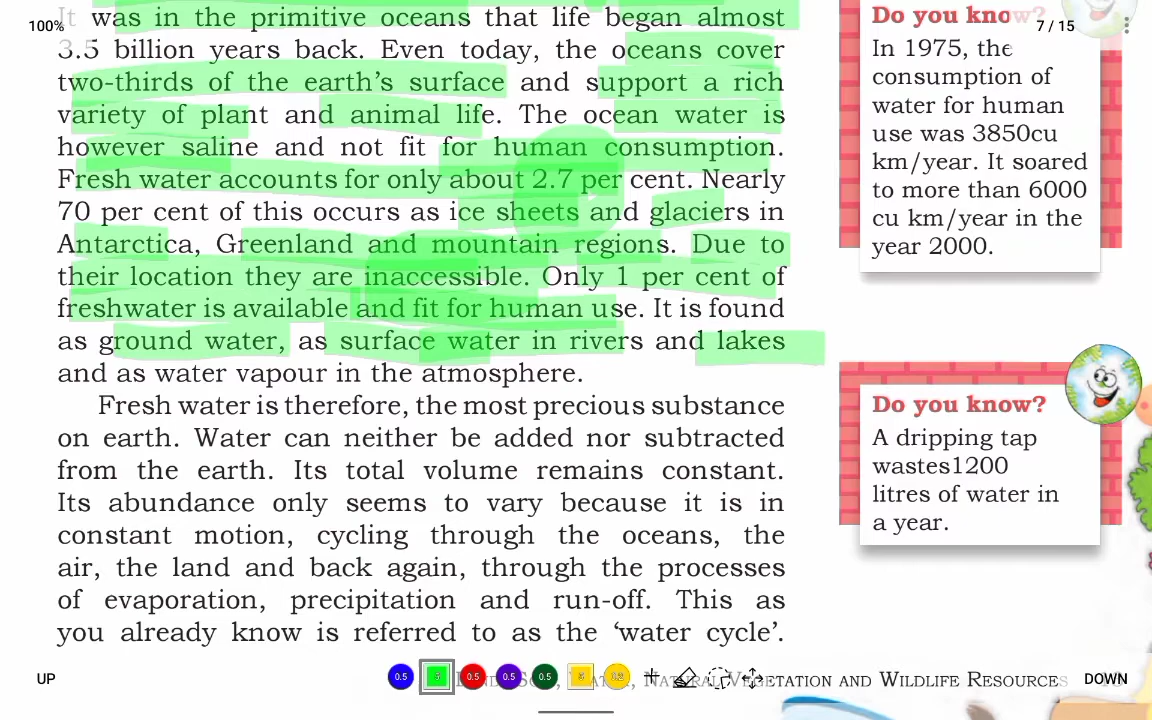 It was in the primitive oceans that life began almost
3.5 billion years back. Even today, the oceans cover
two-thirds of the earth's surface and support a rich
variety of plant and animal life. The ocean water is
however saline and not fit for human consumption.
Fresh water accounts for only about 2.7 per cent. Nearly
70 per cent of this occurs as ice sheets and glaciers in
Antarctica, Greenland and mountain regions. Due to
their location they are inaccessible. Only 1 per cent of
freshwater is available and fit for human use. It is found
as ground water, as surface water in rivers and lakes
and as water vapour in the atmosphere.
Fresh water is therefore, the most precious substance
on earth. Water can neither be added nor subtracted
from the earth. Its total volume remains constant.
Its abundance only seems to vary because it is in
constant motion, cycling through the oceans, the
air, the land and back again, through the processes
of evaporation, precipitation and run-off. This as
you already know is referred to as the 'water cycle'.
100%
7 / 15
Do you know?
In 1975, the
consumption of
water for human
use was 3850cu
km/year. It soared
to more than 6000
cu km/year in the
year 2000.
Do you know?
A dripping tap
wastes1200
litres of water in
a year.
UP
0.5
0.5
0.5
0.5
Land, Soil, Water, Natural Vegetation and Wildlife Resources
DOWN